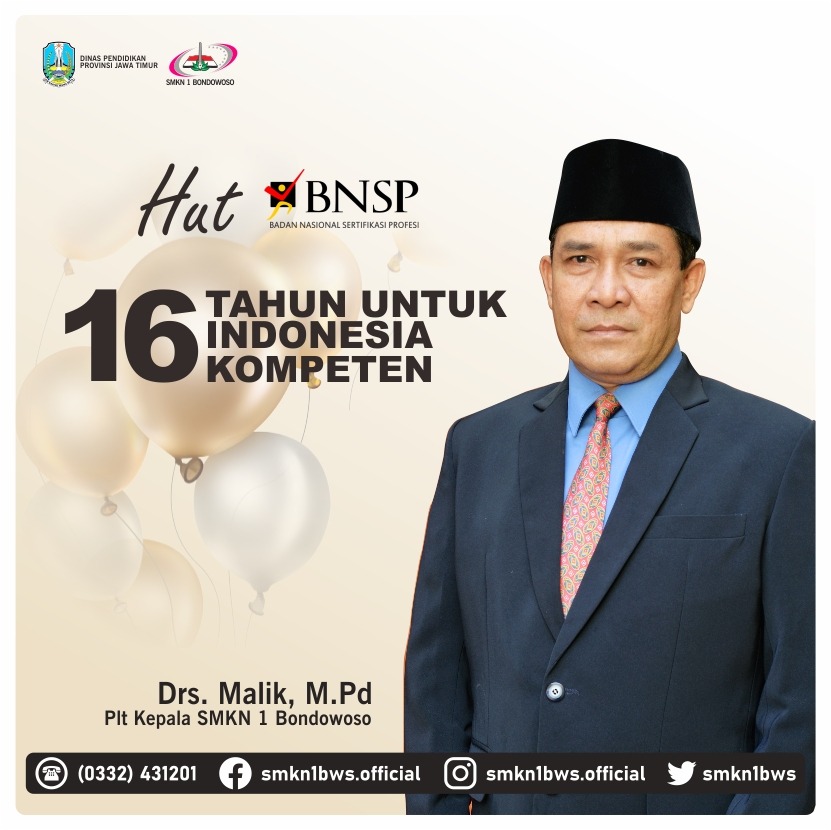 DINAS PENDIDIKAN
PROVINSI JAWA TIMUR
SMKN 1 BONDOWOSO
Hut BNSP
BADAN NASIONAL SERTIFIKASI PROFESI
16 TAHUN UNTUK
INDONESIA
KOMPETEN
Drs. Malik, M.Pd
Plt Kepala SMKN 1 Bondowoso
(0332) 431201 smkn1bws.official smkn1bws.official smkn1bws